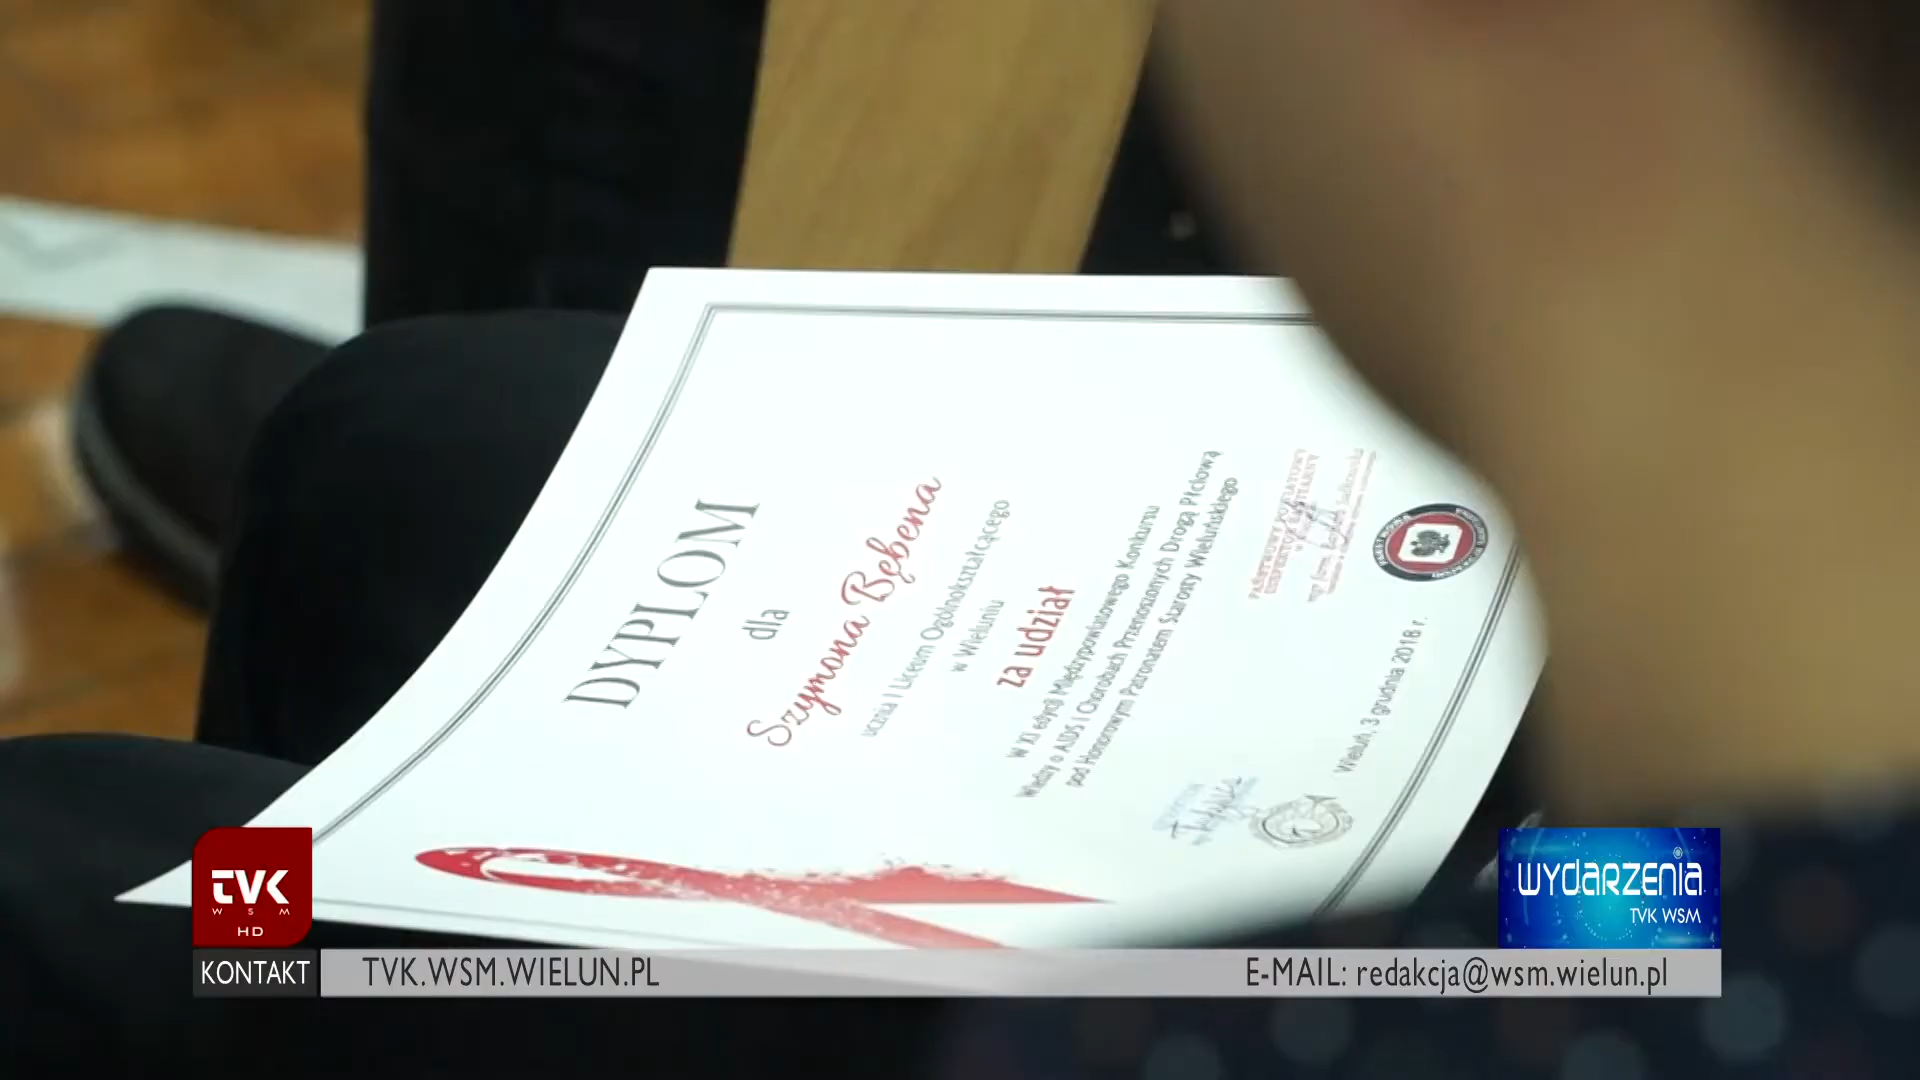 DYPLOM
dla
Szymona Bębena
ucznia I Liceum Ogólnokształcącego
w Wieluniu
za udział
w XI edycji Międzypowiatowego Konkursu
Wiedzy o AIDS i Chorobach Przenoszonych Drogą Płciową
pod Honorowym Patronatem Starosty Wieluńskiego
PAŃSTWOWY POWIATOWY
Wieluń, 3 grudnia 2018 r.
tvk
WSM
HD
WYDARZENIA
TVK WSM
KONTAKT
TVK.WSM.WIELUN.PL
E-MAIL: redakcja@wsm.wielun.pl